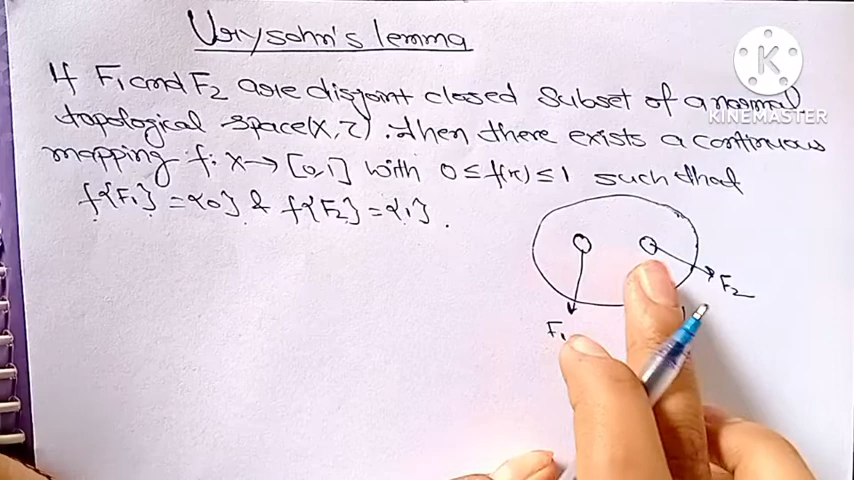 Urysohn's lemma
If F₁ and F₂ are disjoint closed subset of a normal
topological space (X, τ). then there exists a continuous
mapping f: X → [0,1] with 0 ≤ f(x) ≤ 1 such that
f{F₁} = {0} & f{F₂} = {1}.
F₂
F₁
K
KINEMASTER